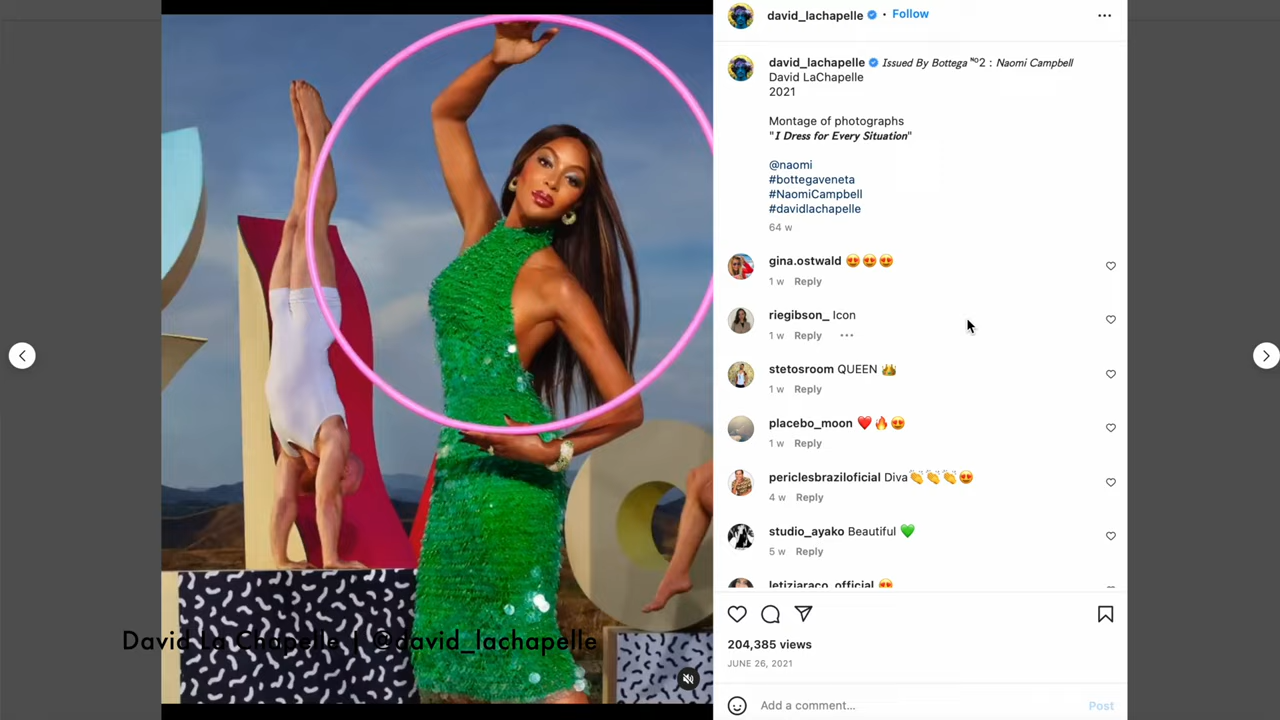 david_lachapelle • Follow
david_lachapelle Issued By Bottega ᴺᴼ2 : Naomi Campbell
David LaChapelle
2021
Montage of photographs
"I Dress for Every Situation"
@naomi
#bottegaveneta
#NaomiCampbell
#davidlachapelle
64 w
gina.ostwald 😍😍😍
1 w Reply
riegibson_ Icon
1 w Reply
stetosroom QUEEN 👑
1 w Reply
placebo_moon ❤️🔥😍
1 w Reply
periclesbraziloficial Diva👏👏👏😍
4 w Reply
studio_ayako Beautiful 💚
5 w Reply
letiziaraco_official 😍
David La Chapelle | @david_lachapelle
204,385 views
JUNE 26, 2021
Add a comment...
Post